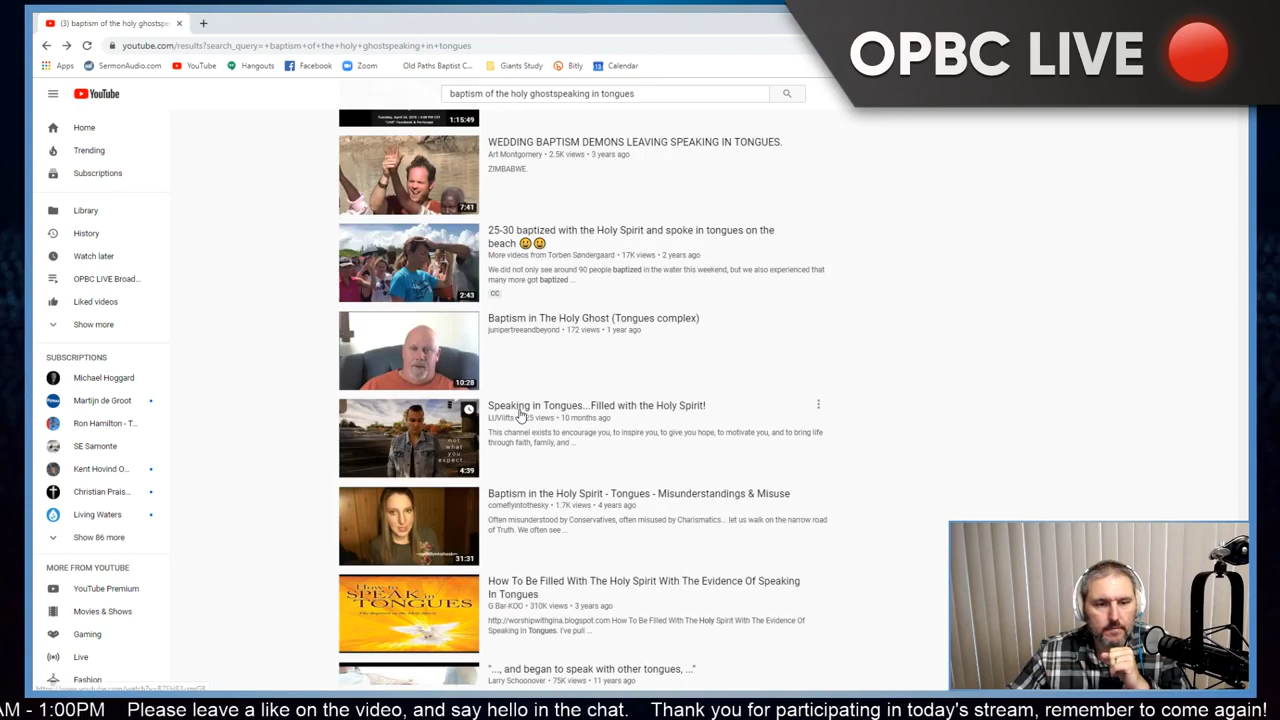 (3) baptism of the holy ghostspe
OPBC LIVE
youtube.com/results?search_query=+baptism+of+the+holy+ghostspeaking+in+tongues
Apps SermonAudio.com YouTube Hangouts Facebook Zoom Old Paths Baptist C... Giants Study Bitly Calendar
YouTube
baptism of the holy ghostspeaking in tongues
1:15:49
Home
Trending
Subscriptions
Library
History
Watch later
OPBC LIVE Broad...
Liked videos
Show more
SUBSCRIPTIONS
Michael Hoggard
Martijn de Groot
Ron Hamilton - T...
SE Samonte
Kent Hovind O...
Christian Prais...
Living Waters
Show 86 more
MORE FROM YOUTUBE
YouTube Premium
Movies & Shows
Gaming
Live
Fashion
WEDDING BAPTISM DEMONS LEAVING SPEAKING IN TONGUES.
Art Montgomery • 2.5K views • 3 years ago
ZIMBABWE.
7:41
25-30 baptized with the Holy Spirit and spoke in tongues on the
beach
More videos from Torben Søndergaard • 17K views • 2 years ago
We did not only see around 90 people baptized in the water this weekend, but we also experienced that
many more got baptized ...
CC
2:43
Baptism in The Holy Ghost (Tongues complex)
junipertreeandbeyond • 172 views • 1 year ago
10:28
Speaking in Tongues...Filled with the Holy Spirit!
LUVlifts 25 views • 10 months ago
This channel exists to encourage you, to inspire you, to give you hope, to motivate you, and to bring life
through faith, family, and ...
not
what
you
expect
4:39
Baptism in the Holy Spirit - Tongues - Misunderstandings & Misuse
comeflyintothesky • 1.7K views • 4 years ago
Often misunderstood by Conservatives, often misused by Charismatics... let us walk on the narrow road
of Truth. We often see ...
31:31
How To Be Filled With The Holy Spirit With The Evidence Of Speaking
In Tongues
G Bar-KOO • 310K views • 3 years ago
http://worshipwithgina.blogspot.com How To Be Filled With The Holy Spirit With The Evidence Of
Speaking In Tongues. I've pull ...
How to
SPEAK in
TONGUES
"..., and began to speak with other tongues, ..."
Larry Schoonover • 75K views • 11 years ago
AM - 1:00PM Please leave a like on the video, and say hello in the chat. Thank you for participating in today's stream, remember to come again!